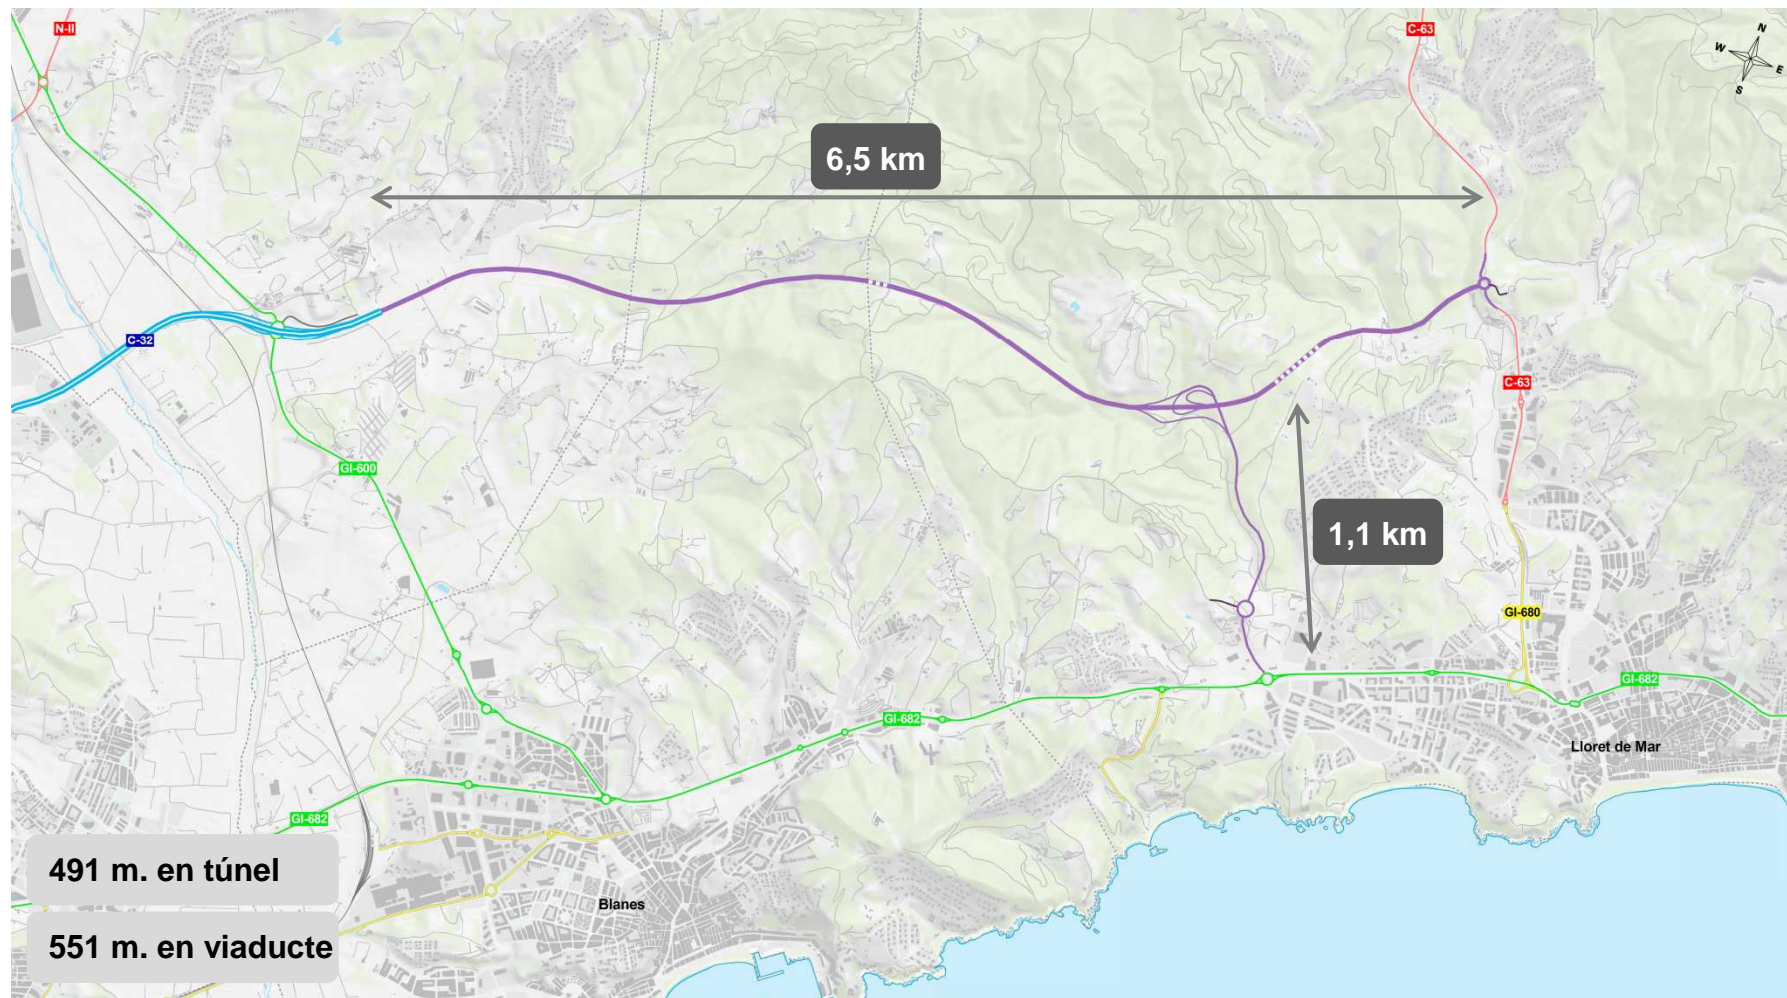 N-II
C-63
N
W
E
S
6,5 km
C-32
C-63
GI-600
1,1 km
GI-680
GI-682
GI-682
Lloret de Mar
GI-682
491 m. en túnel
Blanes
551 m. en viaducte